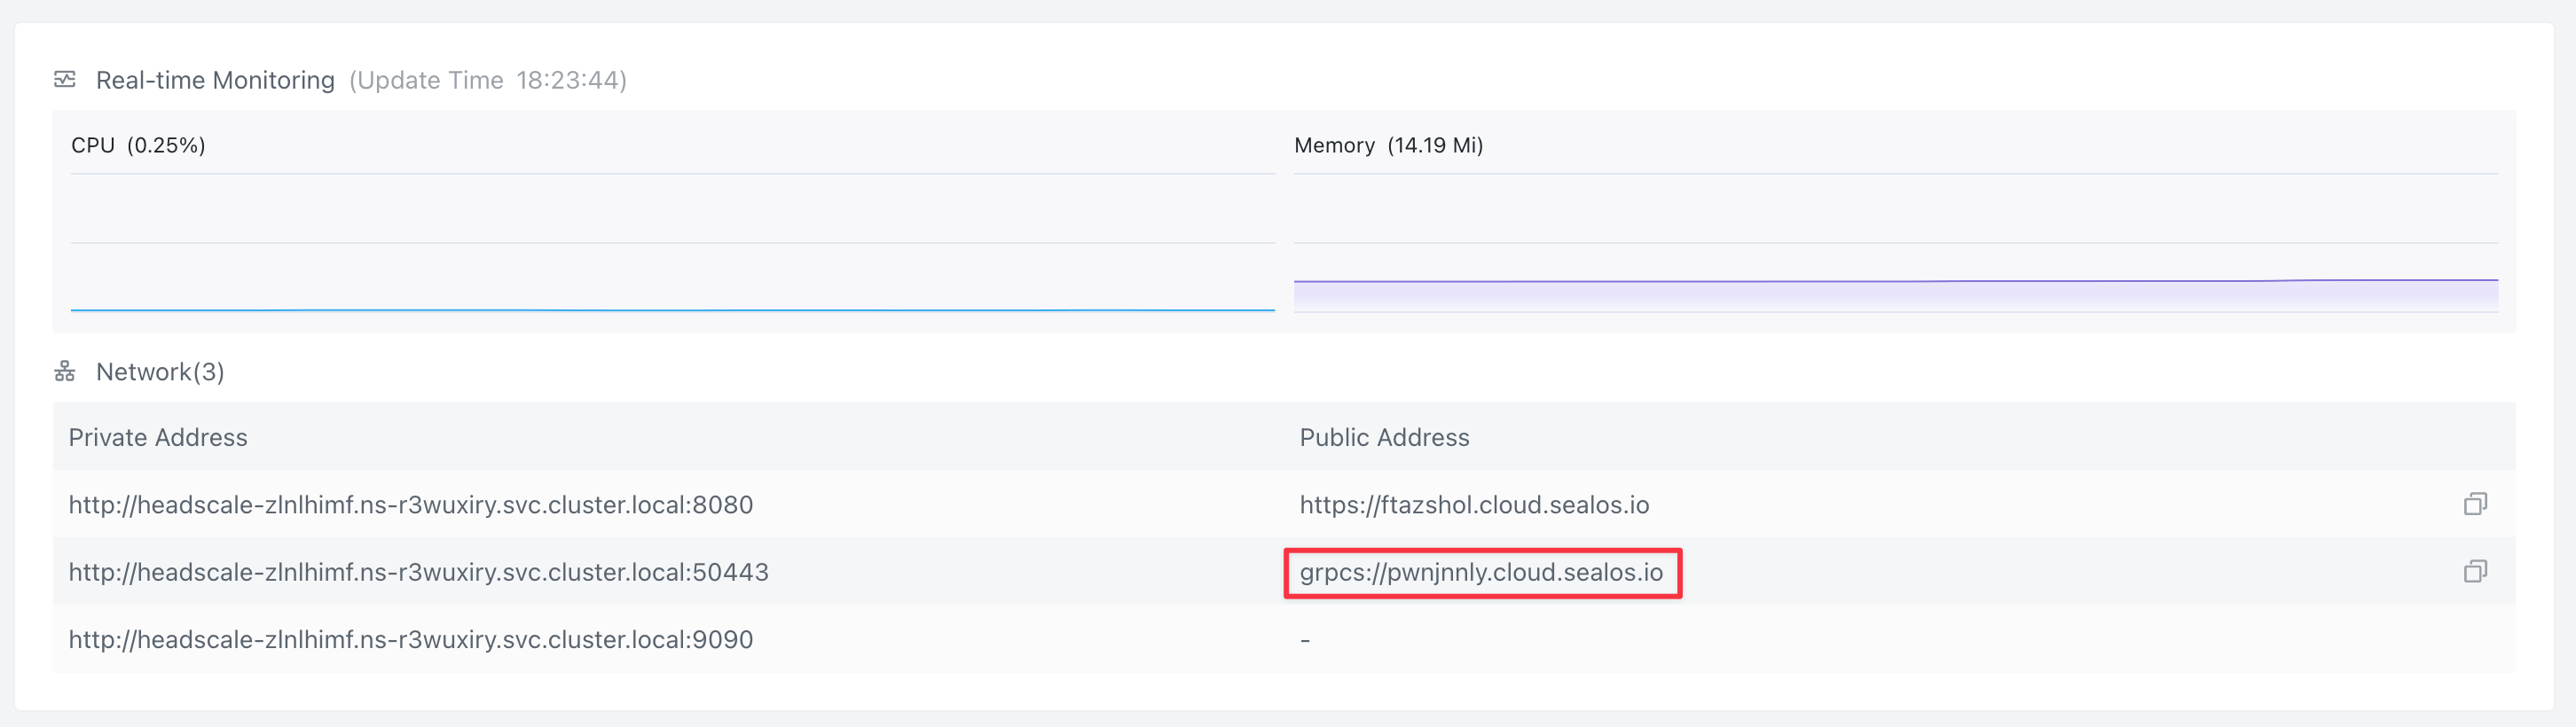 Real-time Monitoring (Update Time 18:23:44)
CPU (0.25%)
Memory (14.19 Mi)
Network(3)
Private Address
Public Address
http://headscale-zlnlhimf.ns-r3wuxiry.svc.cluster.local:8080
https://ftazshol.cloud.sealos.io
http://headscale-zlnlhimf.ns-r3wuxiry.svc.cluster.local:50443
grpcs://pwnjnnly.cloud.sealos.io
http://headscale-zlnlhimf.ns-r3wuxiry.svc.cluster.local:9090
-